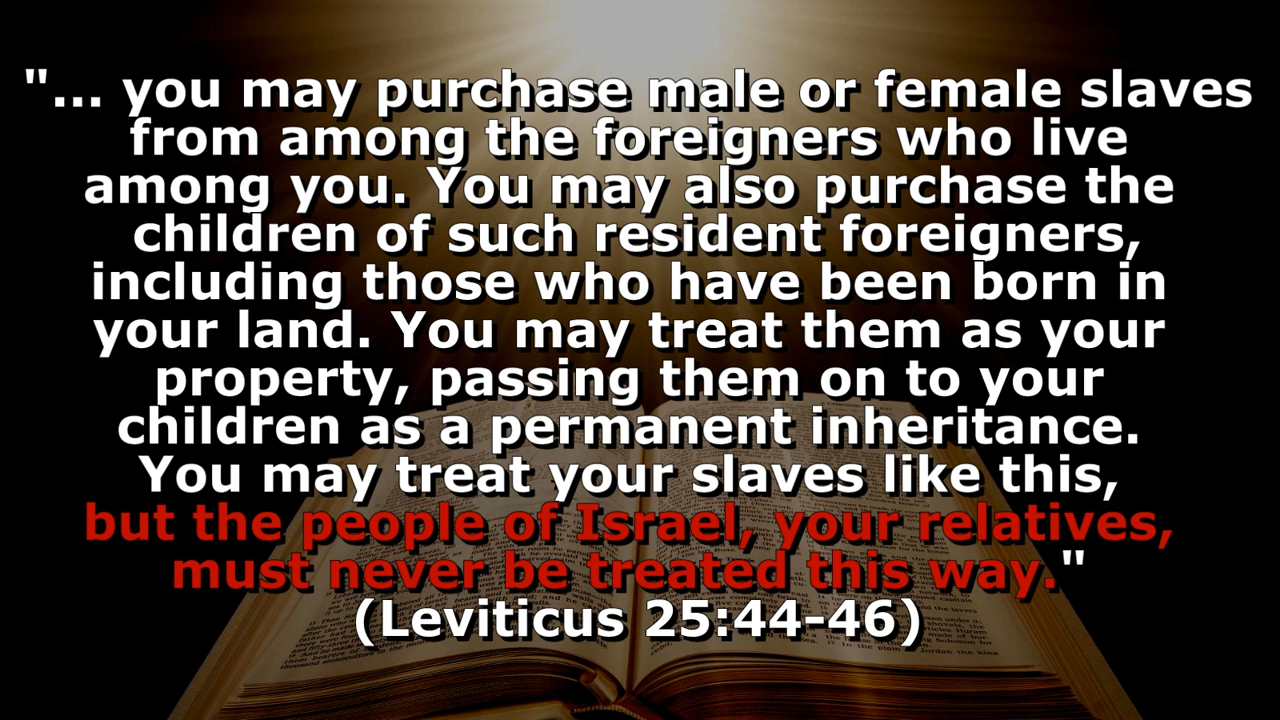 "... you may purchase male or female slaves
from among the foreigners who live
among you. You may also purchase the
children of such resident foreigners,
including those who have been born in
your land. You may treat them as your
property, passing them on to your
children as a permanent inheritance.
You may treat your slaves like this,
but the people of Israel, your relatives,
must never be treated this way."
(Leviticus 25:44-46)